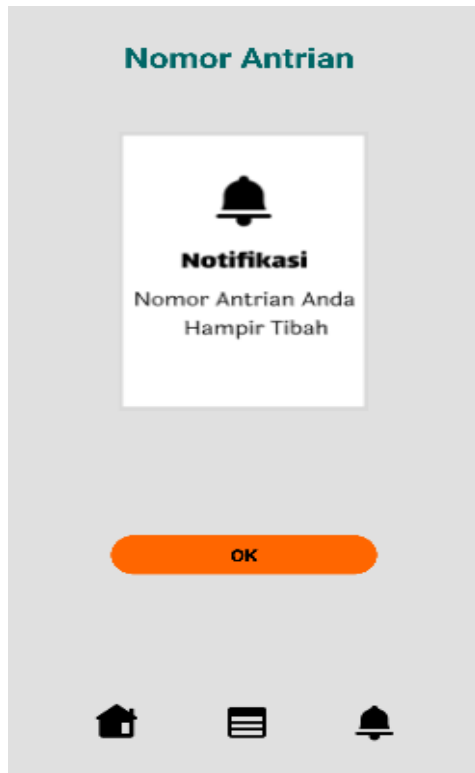 Nomor Antrian
Notifikasi
Nomor Antrian Anda
Hampir Tibah
OK